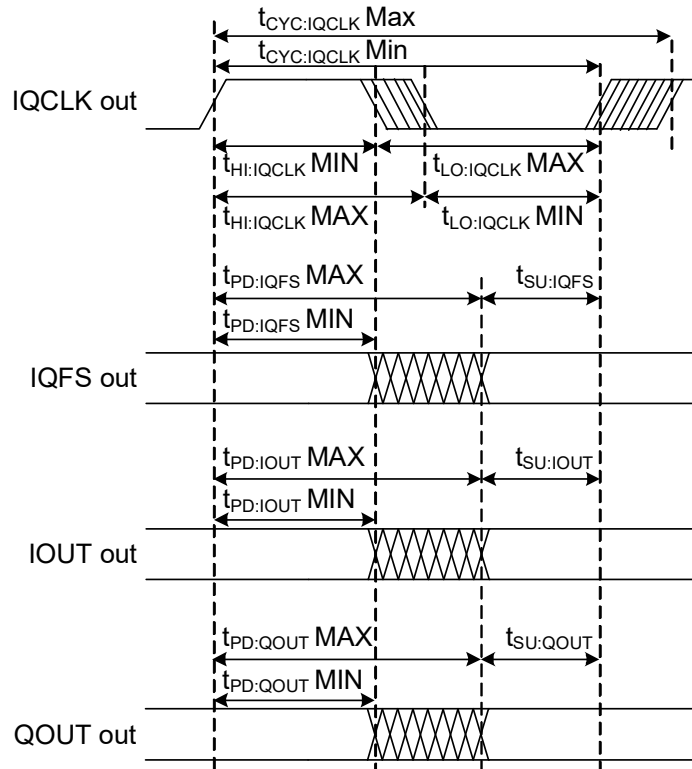 tCYC:IQCLK Max
tCYC:IQCLK Min
IQCLK out
tHI:IQCLK MIN
tLO:IQCLK MAX
tHI:IQCLK MAX
tLO:IQCLK MIN
tPD:IQFS MAX
tSU:IQFS
tPD:IQFS MIN
IQFS out
tPD:IOUT MAX
tSU:IOUT
tPD:IOUT MIN
IOUT out
tPD:QOUT MAX
tSU:QOUT
tPD:QOUT MIN
QOUT out